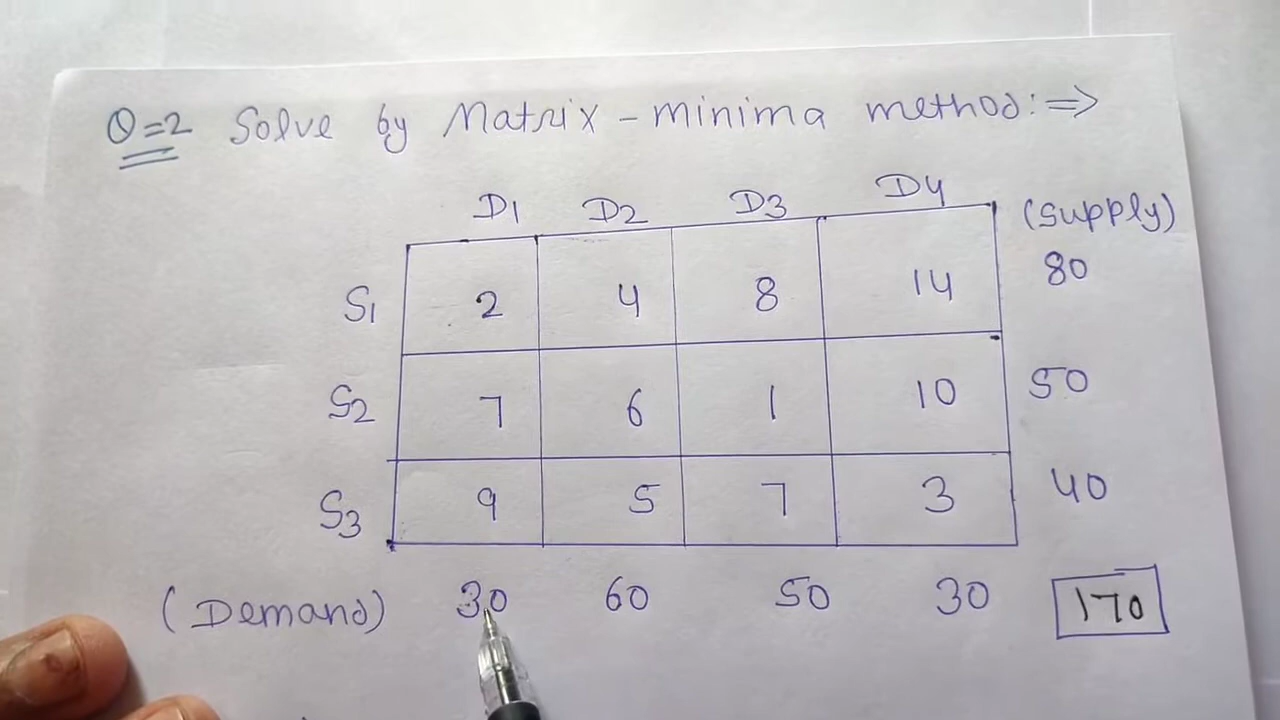 Q=2 Solve by Matrix - minima method:=>
D1 D2 D3 D4 (Supply)
S1 2 4 8 14 80
S2 7 6 1 10 50
S3 9 5 7 3 40
(Demand) 30 60 50 30 170